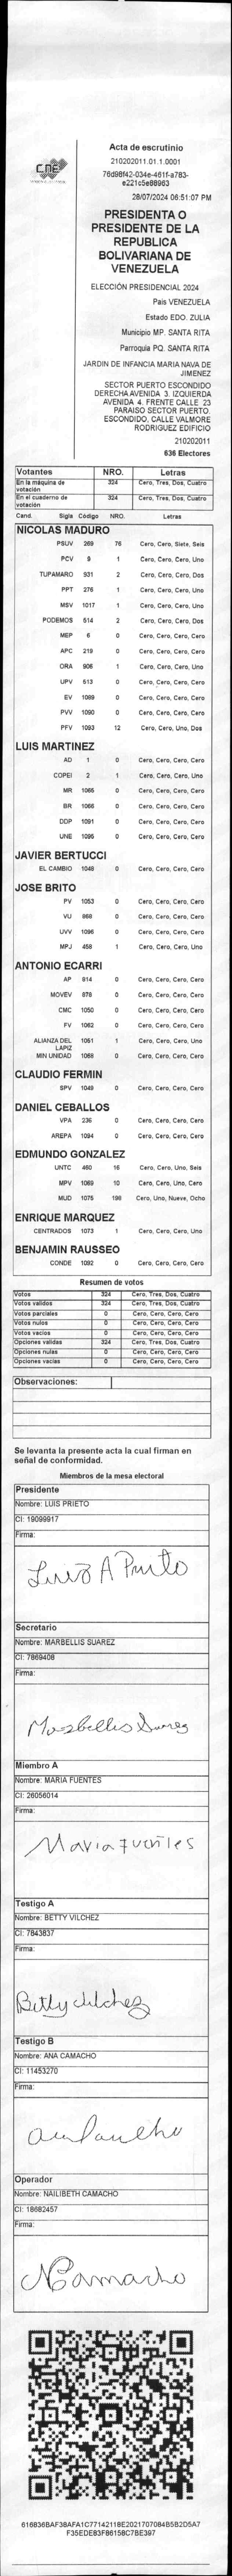 CNE
Acta de escrutinio
210202011.01.1.0001
76d98f42-034e-461f-a783-
e221c5e88963
28/07/2024 06:51:07 PM
PRESIDENTA O
PRESIDENTE DE LA
REPUBLICA
BOLIVARIANA DE
VENEZUELA
ELECCIÓN PRESIDENCIAL 2024
País VENEZUELA
Estado EDO. ZULIA
Municipio MP. SANTA RITA
Parroquia PQ. SANTA RITA
JARDIN DE INFANCIA MARIA NAVA DE
JIMENEZ
SECTOR PUERTO ESCONDIDO
DERECHA AVENIDA 3. IZQUIERDA
AVENIDA 4. FRENTE CALLE 23
PARAISO SECTOR PUERTO.
ESCONDIDO. CALLE VALMORE
RODRIGUEZ EDIFICIO
210202011
636 Electores
Votantes NRO. Letras
En la máquina de votación 324 Cero, Tres, Dos, Cuatro
En el cuaderno de votación 324 Cero, Tres, Dos, Cuatro
Cand. Sigla Código NRO. Letras
NICOLAS MADURO
PSUV 269 76 Cero, Cero, Siete, Seis
PCV 9 1 Cero, Cero, Cero, Uno
TUPAMARO 931 2 Cero, Cero, Cero, Dos
PPT 276 1 Cero, Cero, Cero, Uno
MSV 1017 1 Cero, Cero, Cero, Uno
PODEMOS 514 2 Cero, Cero, Cero, Dos
MEP 6 0 Cero, Cero, Cero, Cero
APC 219 0 Cero, Cero, Cero, Cero
ORA 906 1 Cero, Cero, Cero, Uno
UPV 513 0 Cero, Cero, Cero, Cero
EV 1089 0 Cero, Cero, Cero, Cero
PVV 1090 0 Cero, Cero, Cero, Cero
PFV 1093 12 Cero, Cero, Uno, Dos
LUIS MARTINEZ
AD 1 0 Cero, Cero, Cero, Cero
COPEI 2 1 Cero, Cero, Cero, Uno
MR 1065 0 Cero, Cero, Cero, Cero
BR 1066 0 Cero, Cero, Cero, Cero
DDP 1091 0 Cero, Cero, Cero, Cero
UNE 1095 0 Cero, Cero, Cero, Cero
JAVIER BERTUCCI
EL CAMBIO 1048 0 Cero, Cero, Cero, Cero
JOSE BRITO
PV 1053 0 Cero, Cero, Cero, Cero
VU 868 0 Cero, Cero, Cero, Cero
UVV 1096 0 Cero, Cero, Cero, Cero
MPJ 458 1 Cero, Cero, Cero, Uno
ANTONIO ECARRI
AP 814 0 Cero, Cero, Cero, Cero
MOVEV 878 0 Cero, Cero, Cero, Cero
CMC 1050 0 Cero, Cero, Cero, Cero
FV 1062 0 Cero, Cero, Cero, Cero
ALIANZA DEL LAPIZ 1051 1 Cero, Cero, Cero, Uno
MIN UNIDAD 1068 0 Cero, Cero, Cero, Cero
CLAUDIO FERMIN
SPV 1049 0 Cero, Cero, Cero, Cero
DANIEL CEBALLOS
VPA 236 0 Cero, Cero, Cero, Cero
AREPA 1094 0 Cero, Cero, Cero, Cero
EDMUNDO GONZALEZ
UNTC 460 16 Cero, Cero, Uno, Seis
MPV 1069 10 Cero, Cero, Uno, Cero
MUD 1075 198 Cero, Uno, Nueve, Ocho
ENRIQUE MARQUEZ
CENTRADOS 1073 1 Cero, Cero, Cero, Uno
BENJAMIN RAUSSEO
CONDE 1092 0 Cero, Cero, Cero, Cero
Resumen de votos
Votos 324 Cero, Tres, Dos, Cuatro
Votos validos 324 Cero, Tres, Dos, Cuatro
Votos parciales 0 Cero, Cero, Cero, Cero
Votos nulos 0 Cero, Cero, Cero, Cero
Votos vacios 0 Cero, Cero, Cero, Cero
Opciones validas 324 Cero, Tres, Dos, Cuatro
Opciones nulas 0 Cero, Cero, Cero, Cero
Opciones vacias 0 Cero, Cero, Cero, Cero
Observaciones:
Se levanta la presente acta la cual firman en
señal de conformidad.
Miembros de la mesa electoral
Presidente
Nombre: LUIS PRIETO
CI: 19099917
Firma:
Luis A Prieto
Secretario
Nombre: MARBELLIS SUAREZ
CI: 7869408
Firma:
Marbellis Suarez
Miembro A
Nombre: MARIA FUENTES
CI: 26056014
Firma:
Maria Fuentes
Testigo A
Nombre: BETTY VILCHEZ
CI: 7843837
Firma:
Betty Vilchez
Testigo B
Nombre: ANA CAMACHO
CI: 11453270
Firma:
Operador
Nombre: NAILIBETH CAMACHO
CI: 18682457
Firma:
NCamacho
616836BAF38AFA1C77142118E2021707084B5B2D5A7
F35EDE83F86158C7BE397